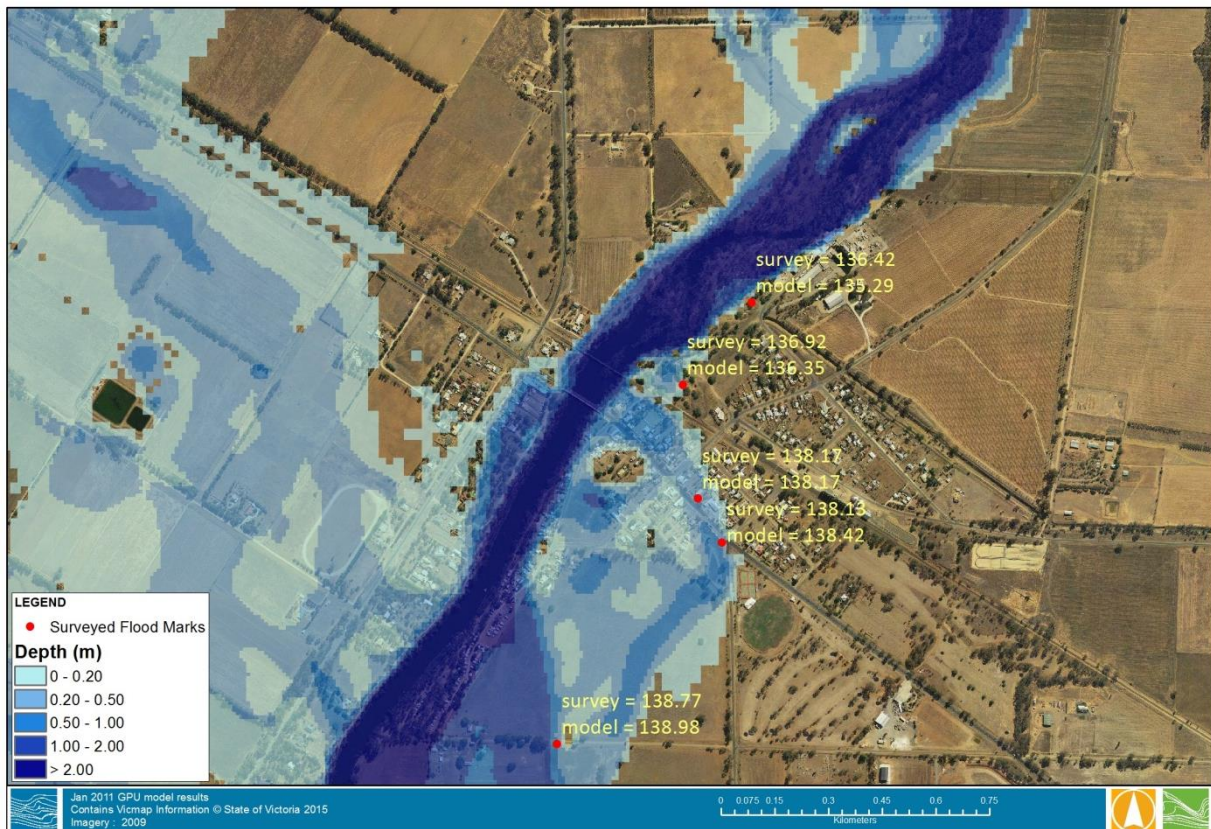 survey = 136.42
model = 135.29
survey = 136.92
model = 136.35
survey = 138.17
model = 138.17
survey = 138.13
model = 138.42
survey = 138.77
model = 138.98
LEGEND
Surveyed Flood Marks
Depth (m)
0 - 0.20
0.20 - 0.50
0.50 - 1.00
1.00 - 2.00
> 2.00
Jan 2011 GPU model results
Contains Vicmap Information © State of Victoria 2015
Imagery : 2009
0 0.075 0.15 0.3 0.45 0.6 0.75
Kilometers